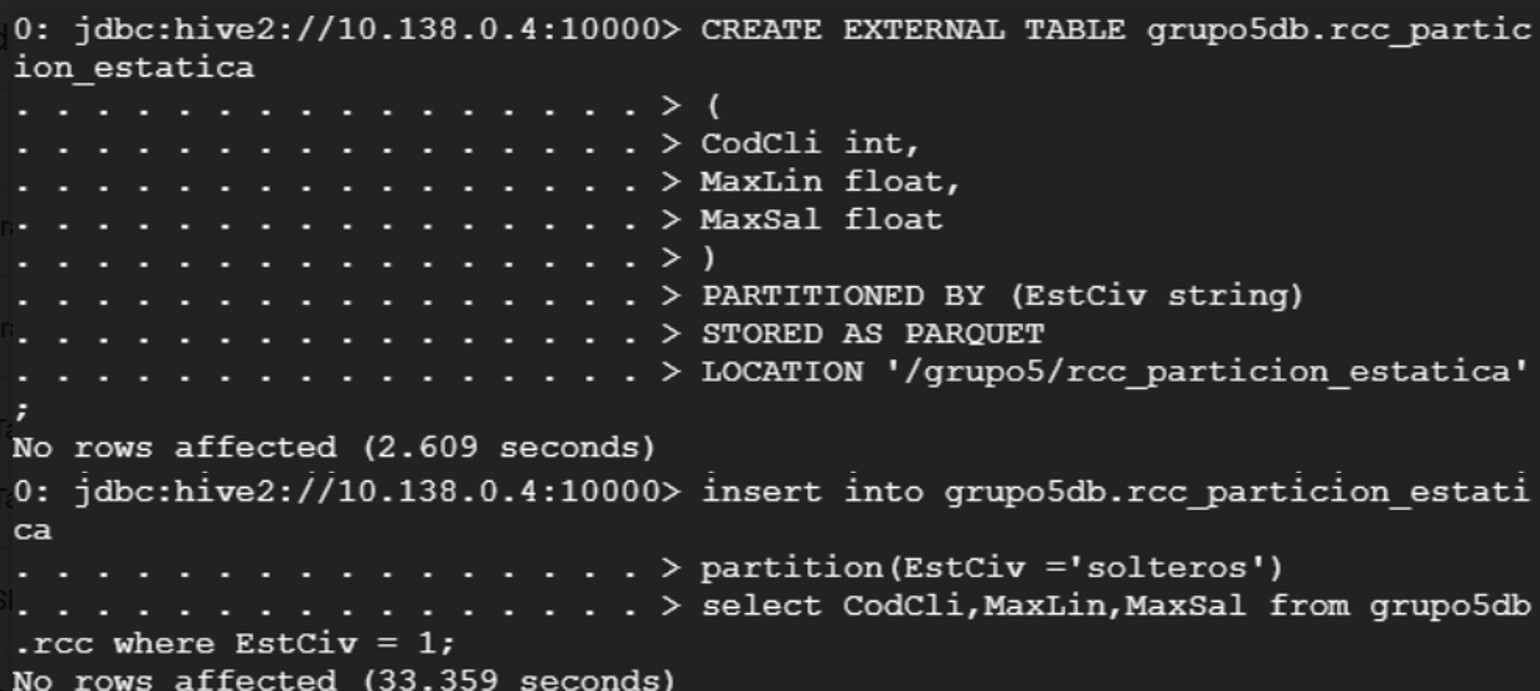 0: jdbc:hive2://10.138.0.4:10000> CREATE EXTERNAL TABLE grupo5db.rcc_partic
ion_estatica
. . . . . . . . . . . . . . . . > (
. . . . . . . . . . . . . . . . > CodCli int,
. . . . . . . . . . . . . . . . > MaxLin float,
. . . . . . . . . . . . . . . . > MaxSal float
. . . . . . . . . . . . . . . . > )
. . . . . . . . . . . . . . . . > PARTITIONED BY (EstCiv string)
. . . . . . . . . . . . . . . . > STORED AS PARQUET
. . . . . . . . . . . . . . . . > LOCATION '/grupo5/rcc_particion_estatica'
;
No rows affected (2.609 seconds)
0: jdbc:hive2://10.138.0.4:10000> insert into grupo5db.rcc_particion_estati
ca
. . . . . . . . . . . . . . . . > partition(EstCiv ='solteros')
. . . . . . . . . . . . . . . . > select CodCli,MaxLin,MaxSal from grupo5db
.rcc where EstCiv = 1;
No rows affected (33.359 seconds)